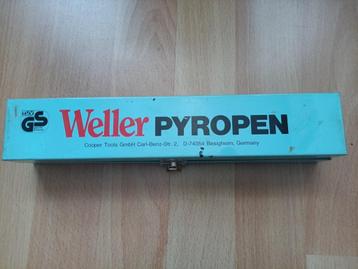 GS
Weller PYROPEN
Cooper Tools GmbH Carl-Benz-Str. 2, D-74354 Besigheim, Germany